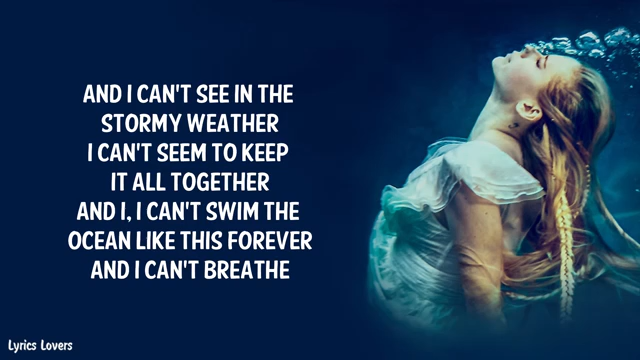 AND I CAN'T SEE IN THE
STORMY WEATHER
I CAN'T SEEM TO KEEP
IT ALL TOGETHER
AND I, I CAN'T SWIM THE
OCEAN LIKE THIS FOREVER
AND I CAN'T BREATHE
Lyrics Lovers